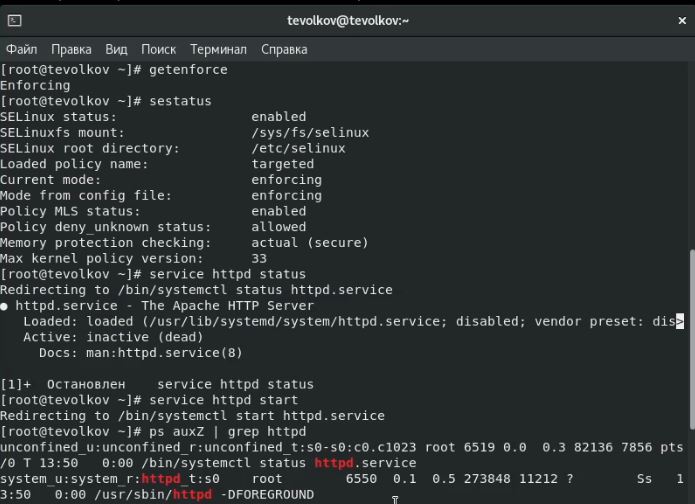 tevolkov@tevolkov:~
Файл Правка Вид Поиск Терминал Справка
[root@tevolkov ~]# getenforce
Enforcing
[root@tevolkov ~]# sestatus
SELinux status:                 enabled
SELinuxfs mount:                /sys/fs/selinux
SELinux root directory:         /etc/selinux
Loaded policy name:             targeted
Current mode:                   enforcing
Mode from config file:          enforcing
Policy MLS status:              enabled
Policy deny_unknown status:     allowed
Memory protection checking:     actual (secure)
Max kernel policy version:      33
[root@tevolkov ~]# service httpd status
Redirecting to /bin/systemctl status httpd.service
● httpd.service - The Apache HTTP Server
   Loaded: loaded (/usr/lib/systemd/system/httpd.service; disabled; vendor preset: dis>
   Active: inactive (dead)
     Docs: man:httpd.service(8)
[1]+  Остановлен    service httpd status
[root@tevolkov ~]# service httpd start
Redirecting to /bin/systemctl start httpd.service
[root@tevolkov ~]# ps auxZ | grep httpd
unconfined_u:unconfined_r:unconfined_t:s0-s0:c0.c1023 root 6519 0.0  0.3 82136 7856 pts
/0 T 13:50   0:00 /bin/systemctl status httpd.service
system_u:system_r:httpd_t:s0    root        6550  0.1  0.5 273848 11212 ?        Ss   1
3:50   0:00 /usr/sbin/httpd -DFOREGROUND